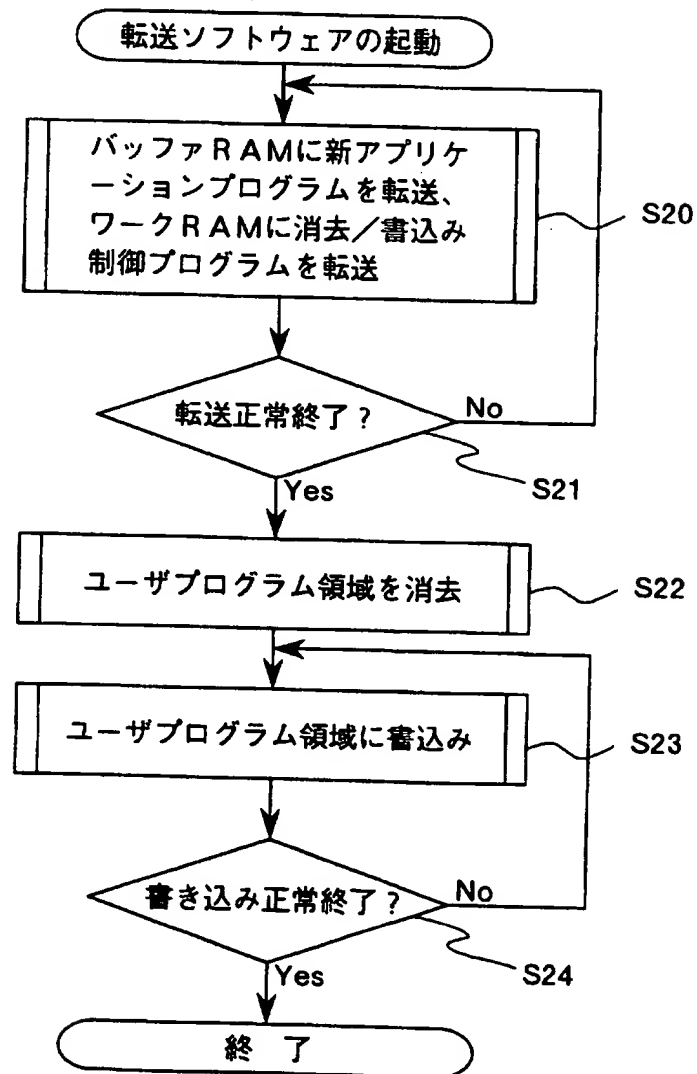 転送ソフトウェアの起動
バッファRAMに新アプリケ
ーションプログラムを転送、
ワークRAMに消去／書込み
制御プログラムを転送
S20
転送正常終了？
No
S21
Yes
ユーザプログラム領域を消去
S22
ユーザプログラム領域に書込み
S23
書き込み正常終了？
No
S24
Yes
終 了